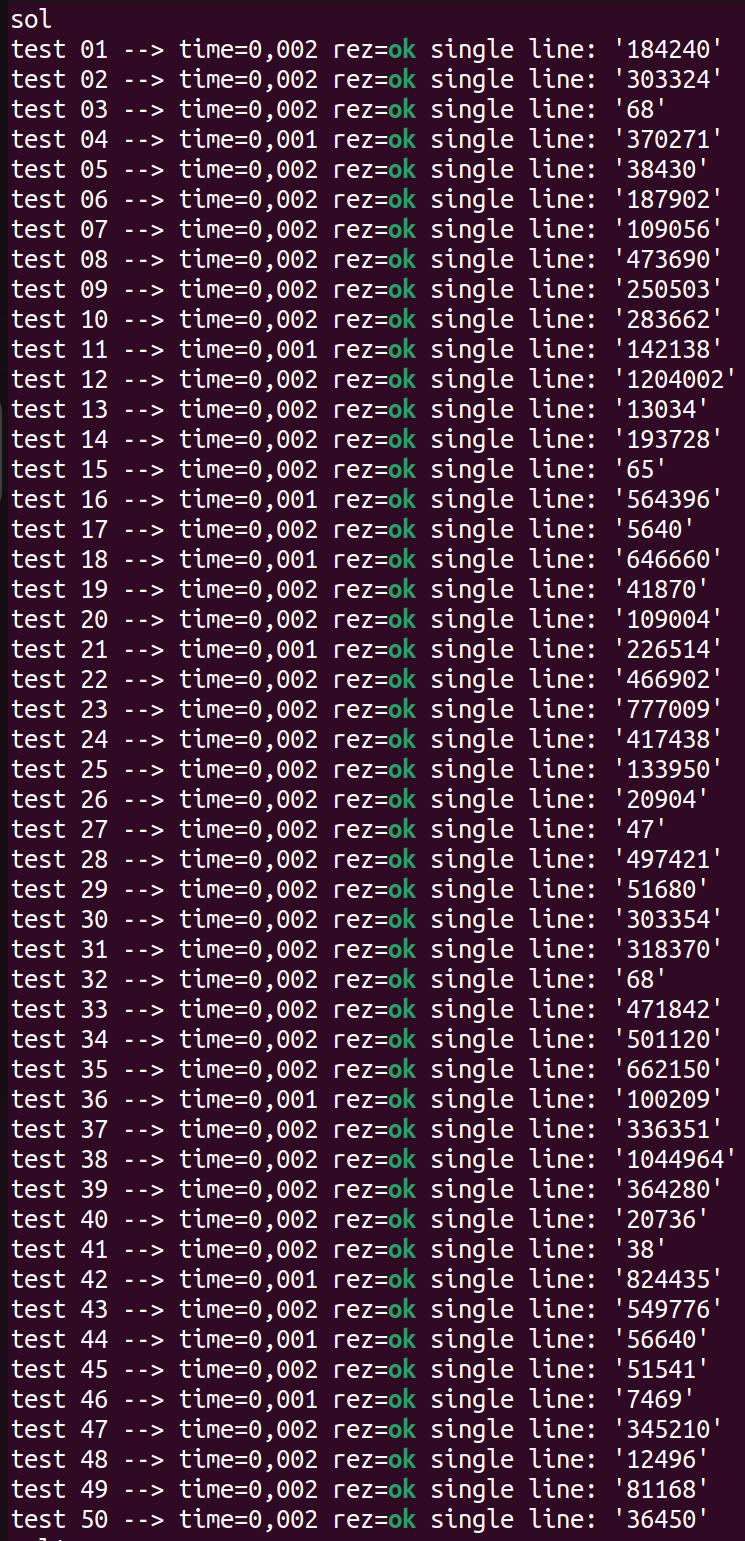 sol
test 01 --> time=0,002 rez=ok single line: '184240'
test 02 --> time=0,002 rez=ok single line: '303324'
test 03 --> time=0,002 rez=ok single line: '68'
test 04 --> time=0,001 rez=ok single line: '370271'
test 05 --> time=0,002 rez=ok single line: '38430'
test 06 --> time=0,002 rez=ok single line: '187902'
test 07 --> time=0,002 rez=ok single line: '109056'
test 08 --> time=0,002 rez=ok single line: '473690'
test 09 --> time=0,002 rez=ok single line: '250503'
test 10 --> time=0,002 rez=ok single line: '283662'
test 11 --> time=0,001 rez=ok single line: '142138'
test 12 --> time=0,002 rez=ok single line: '1204002'
test 13 --> time=0,002 rez=ok single line: '13034'
test 14 --> time=0,002 rez=ok single line: '193728'
test 15 --> time=0,002 rez=ok single line: '65'
test 16 --> time=0,001 rez=ok single line: '564396'
test 17 --> time=0,002 rez=ok single line: '5640'
test 18 --> time=0,001 rez=ok single line: '646660'
test 19 --> time=0,002 rez=ok single line: '41870'
test 20 --> time=0,002 rez=ok single line: '109004'
test 21 --> time=0,001 rez=ok single line: '226514'
test 22 --> time=0,002 rez=ok single line: '466902'
test 23 --> time=0,002 rez=ok single line: '777009'
test 24 --> time=0,002 rez=ok single line: '417438'
test 25 --> time=0,002 rez=ok single line: '133950'
test 26 --> time=0,002 rez=ok single line: '20904'
test 27 --> time=0,002 rez=ok single line: '47'
test 28 --> time=0,002 rez=ok single line: '497421'
test 29 --> time=0,002 rez=ok single line: '51680'
test 30 --> time=0,002 rez=ok single line: '303354'
test 31 --> time=0,002 rez=ok single line: '318370'
test 32 --> time=0,002 rez=ok single line: '68'
test 33 --> time=0,002 rez=ok single line: '471842'
test 34 --> time=0,002 rez=ok single line: '501120'
test 35 --> time=0,002 rez=ok single line: '662150'
test 36 --> time=0,001 rez=ok single line: '100209'
test 37 --> time=0,002 rez=ok single line: '336351'
test 38 --> time=0,002 rez=ok single line: '1044964'
test 39 --> time=0,002 rez=ok single line: '364280'
test 40 --> time=0,002 rez=ok single line: '20736'
test 41 --> time=0,002 rez=ok single line: '38'
test 42 --> time=0,001 rez=ok single line: '824435'
test 43 --> time=0,002 rez=ok single line: '549776'
test 44 --> time=0,001 rez=ok single line: '56640'
test 45 --> time=0,002 rez=ok single line: '51541'
test 46 --> time=0,001 rez=ok single line: '7469'
test 47 --> time=0,002 rez=ok single line: '345210'
test 48 --> time=0,002 rez=ok single line: '12496'
test 49 --> time=0,002 rez=ok single line: '81168'
test 50 --> time=0,002 rez=ok single line: '36450'